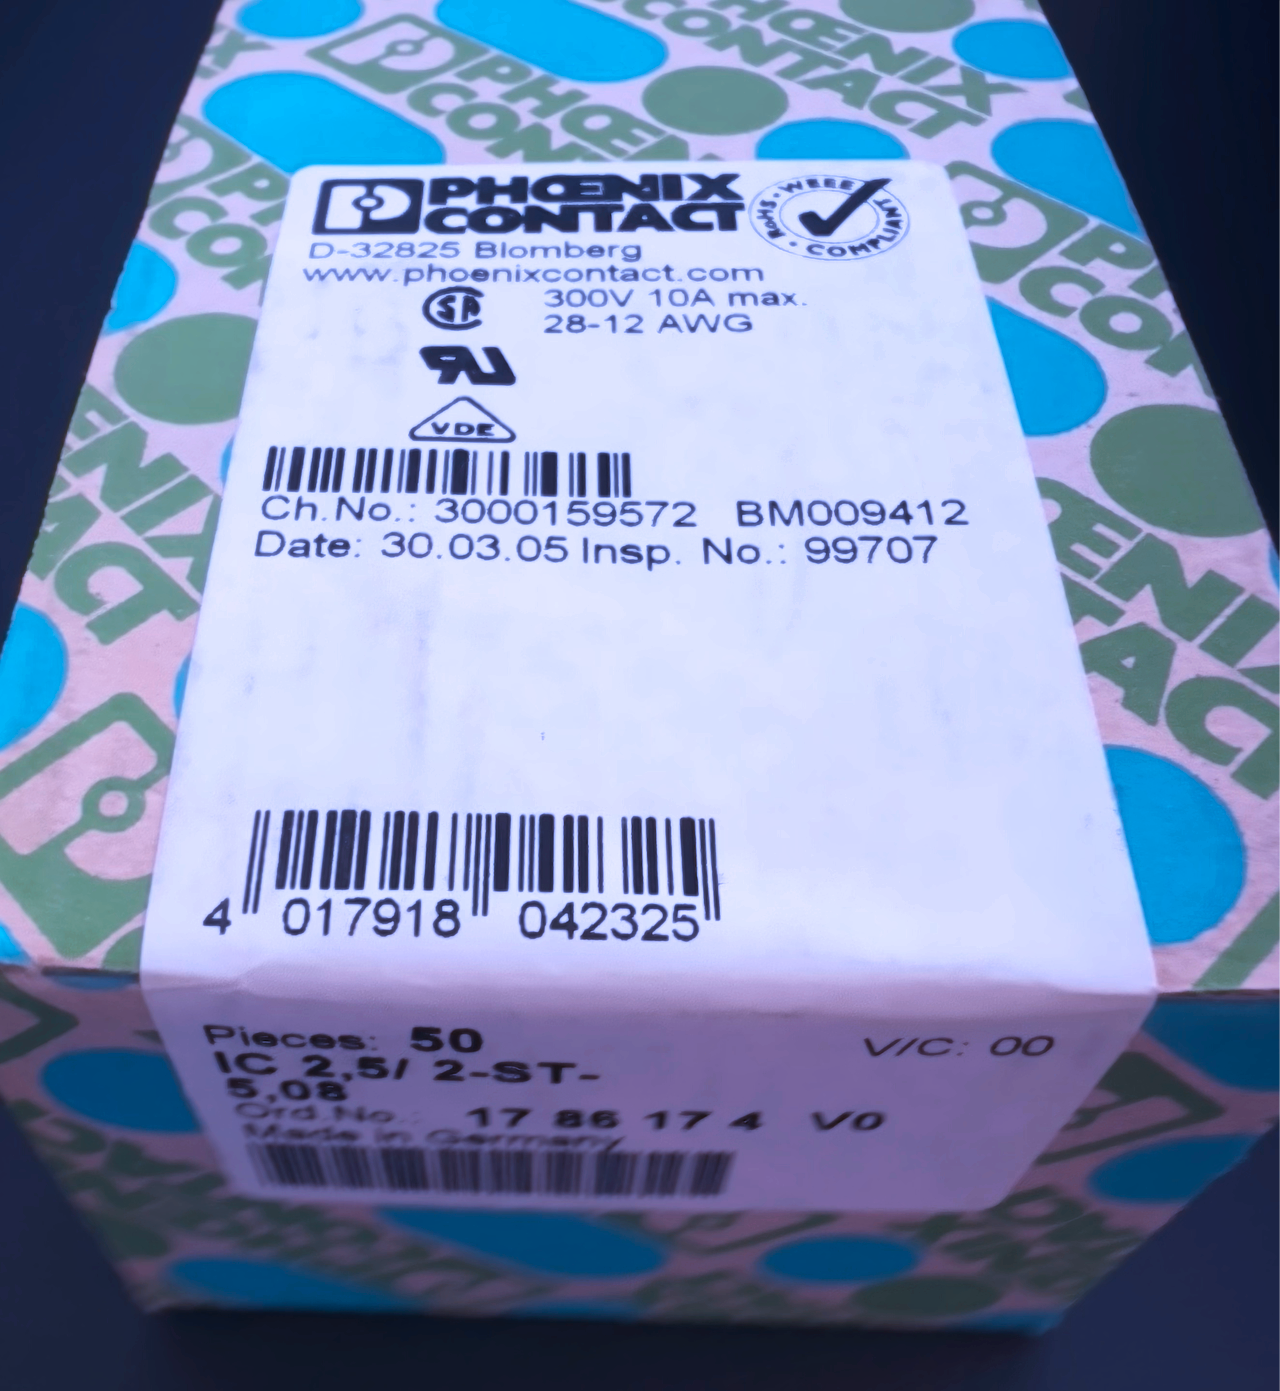 PHŒNIX
CONTACT
WEEE
RoHS
COMPLIANT
D-32825 Blomberg
www.phoenixcontact.com
300V 10A max.
28-12 AWG
VDE
Ch.No.: 3000159572 BM009412
Date: 30.03.05 Insp. No.: 99707
4 017918 042325
Pieces: 50 V/C: 00
IC 2,5/ 2-ST-
5,08
Ord.No.: 17 86 17 4 V0
Made in Germany